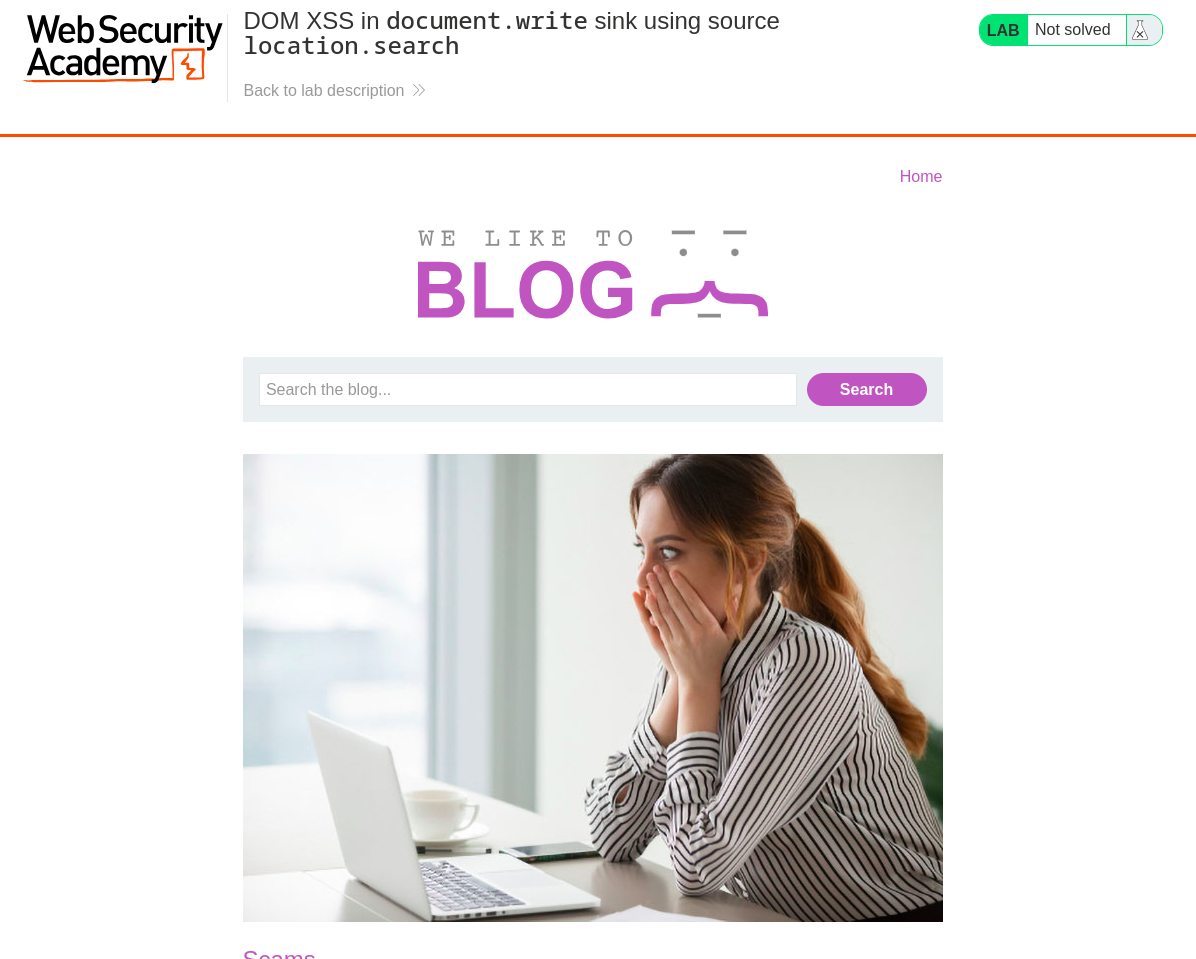 Web Security
Academy
DOM XSS in document.write sink using source
location.search
Back to lab description
LAB
Not solved
Home
WE LIKE TO
BLOG
Search the blog...
Search
Scams